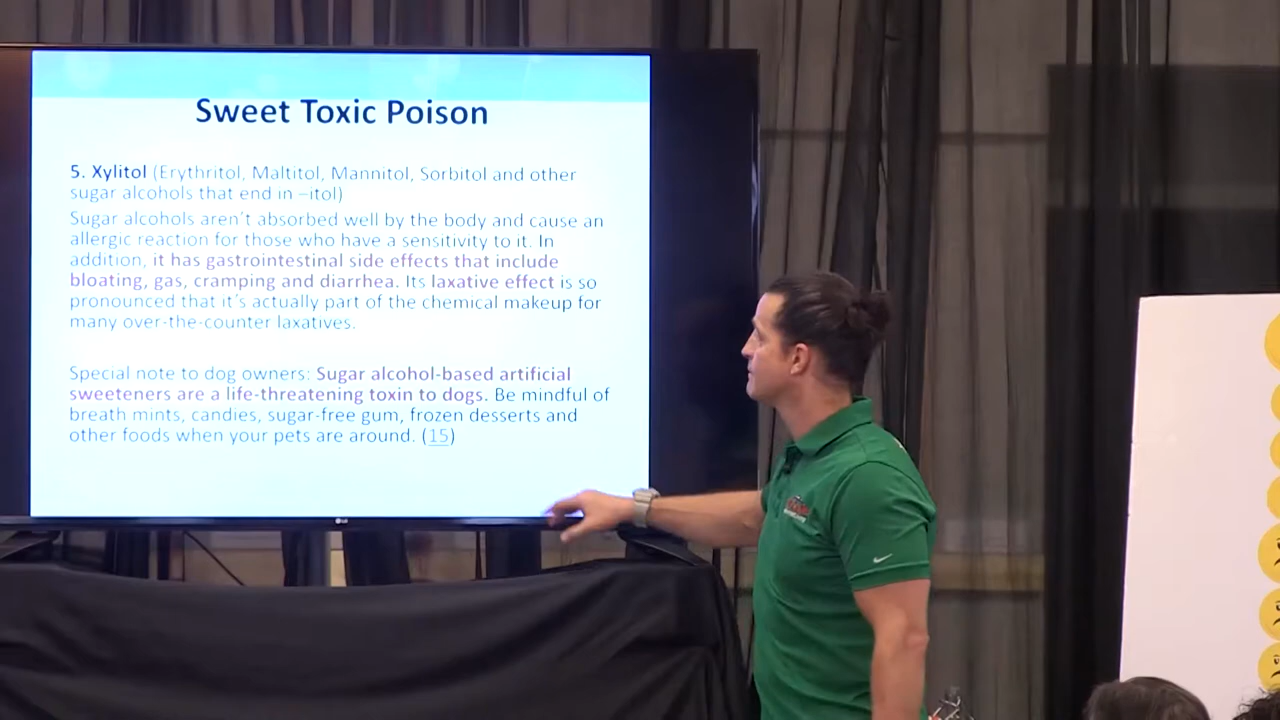 Sweet Toxic Poison
5. Xylitol (Erythritol, Maltitol, Mannitol, Sorbitol and other
sugar alcohols that end in –itol)
Sugar alcohols aren't absorbed well by the body and cause an
allergic reaction for those who have a sensitivity to it. In
addition, it has gastrointestinal side effects that include
bloating, gas, cramping and diarrhea. Its laxative effect is so
pronounced that it's actually part of the chemical makeup for
many over-the-counter laxatives.
Special note to dog owners: Sugar alcohol-based artificial
sweeteners are a life-threatening toxin to dogs. Be mindful of
breath mints, candies, sugar-free gum, frozen desserts and
other foods when your pets are around. (15)
LG